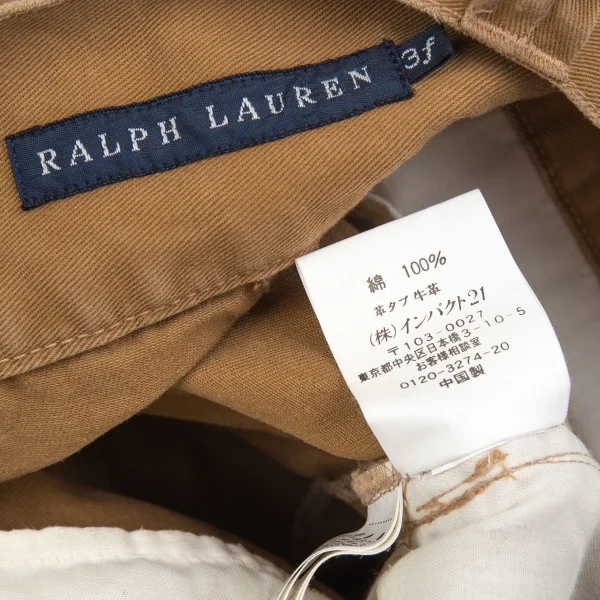 RALPH LAUREN
3f
綿 100%
革タブ 牛革
(株)インパクト21
〒103-0027
東京都中央区日本橋3-10-5
お客様相談室
0120-3274-20
中国製